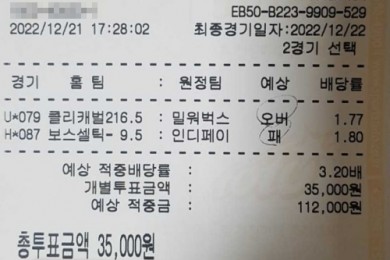 EB50-B223-9909-529
2022/12/21 17:28:02 최종경기일자:2022/12/22
2경기 선택
경기 홈 팀 : 원정팀 예상 배당률
U*079 클리캐벌216.5 : 밀워벅스 오버 1.77
H*087 보스셀틱- 9.5 : 인디페이 패 1.80
예상 적중배당률 : 3.20배
개별투표금액 : 35,000원
예상 적중금 : 112,000원
총투표금액 35,000원